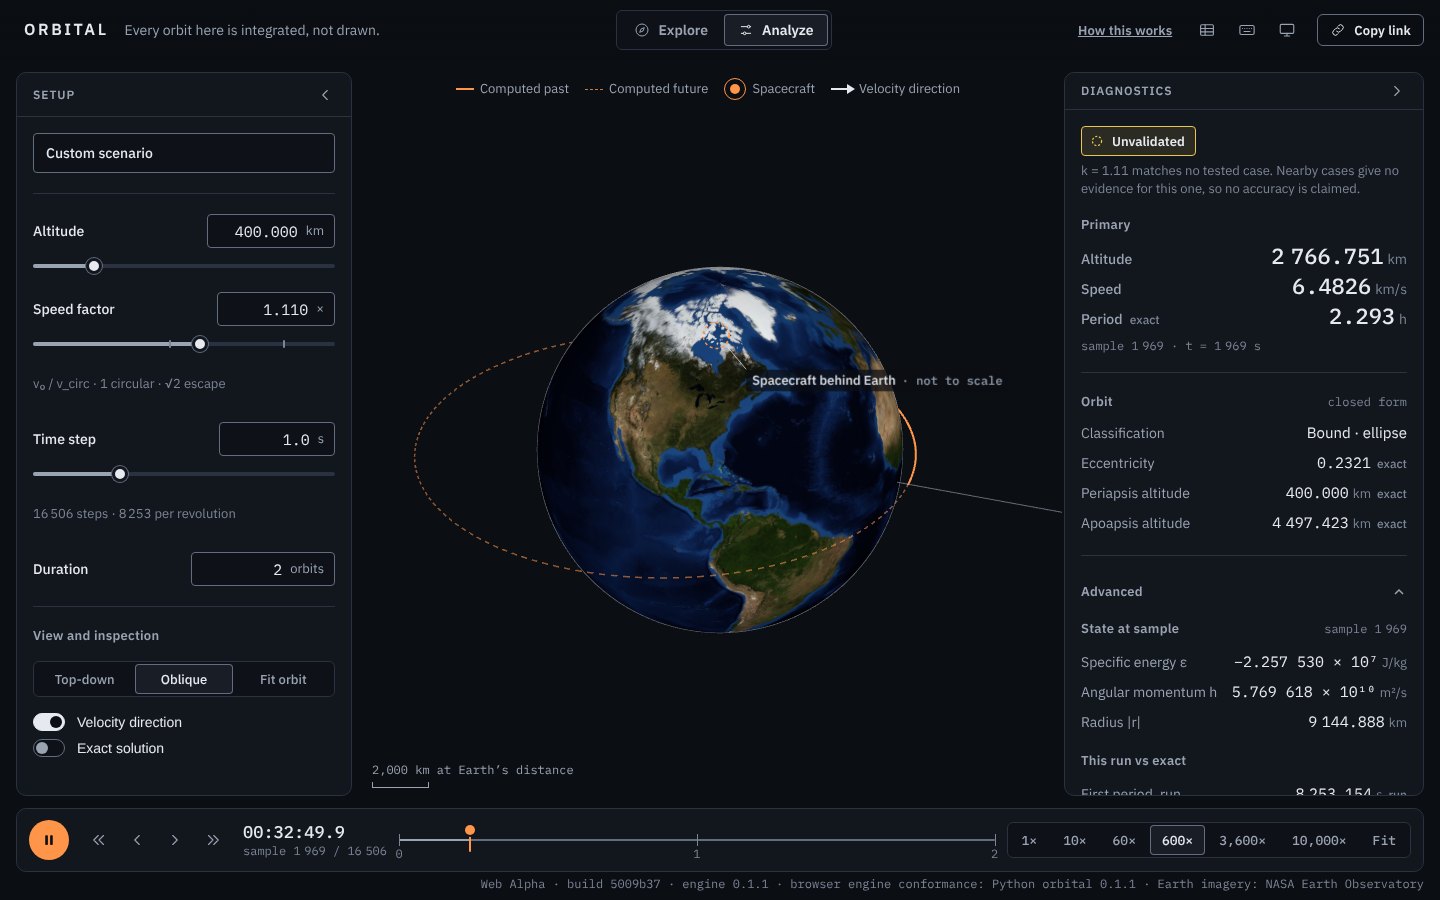 ORBITAL
Every orbit here is integrated, not drawn.
Explore
Analyze
How this works
Copy link
SETUP
Custom scenario
Altitude 400.000 km
Speed factor 1.110 ×
v₀ / v_circ · 1 circular · √2 escape
Time step 1.0 s
16 506 steps · 8 253 per revolution
Duration 2 orbits
View and inspection
Top-down Oblique Fit orbit
Velocity direction
Exact solution
Computed past Computed future Spacecraft Velocity direction
Spacecraft behind Earth · not to scale
2,000 km at Earth’s distance
DIAGNOSTICS
Unvalidated
k = 1.11 matches no tested case. Nearby cases give no
evidence for this one, so no accuracy is claimed.
Primary
Altitude 2 766.751 km
Speed 6.4826 km/s
Period exact 2.293 h
sample 1 969 · t = 1 969 s
Orbit closed form
Classification Bound · ellipse
Eccentricity 0.2321 exact
Periapsis altitude 400.000 km exact
Apoapsis altitude 4 497.423 km exact
Advanced
State at sample sample 1 969
Specific energy ε −2.257 530 × 10⁷ J/kg
Angular momentum h 5.769 618 × 10¹⁰ m²/s
Radius |r| 9 144.888 km
This run vs exact
First period, run 8 253.154 s run
00:32:49.9
sample 1 969 / 16 506
0 1 2
1× 10× 60× 600× 3,600× 10,000× Fit
Web Alpha · build 5009b37 · engine 0.1.1 · browser engine conformance: Python orbital 0.1.1 · Earth imagery: NASA Earth Observatory